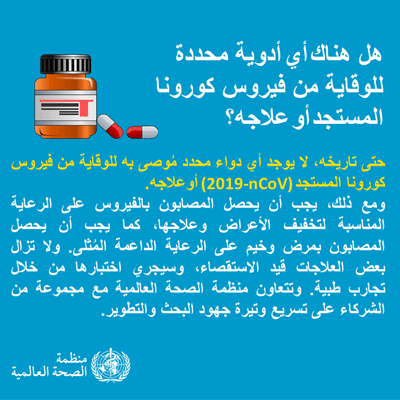 هل هناك أي أدوية محددة
للوقاية من فيروس كورونا
المستجد أو علاجه؟
حتى تاريخه، لا يوجد أي دواء محدد مُوصى به للوقاية من فيروس
كورونا المستجد (2019-nCoV) أو علاجه.
ومع ذلك، يجب أن يحصل المصابون بالفيروس على الرعاية
المناسبة لتخفيف الأعراض وعلاجها، كما يجب أن يحصل
المصابون بمرض وخيم على الرعاية الداعمة المُثلى. ولا تزال
بعض العلاجات قيد الاستقصاء، وسيجري اختبارها من خلال
تجارب طبية. وتتعاون منظمة الصحة العالمية مع مجموعة من
الشركاء على تسريع وتيرة جهود البحث والتطوير.
منظمة
الصحة العالمية